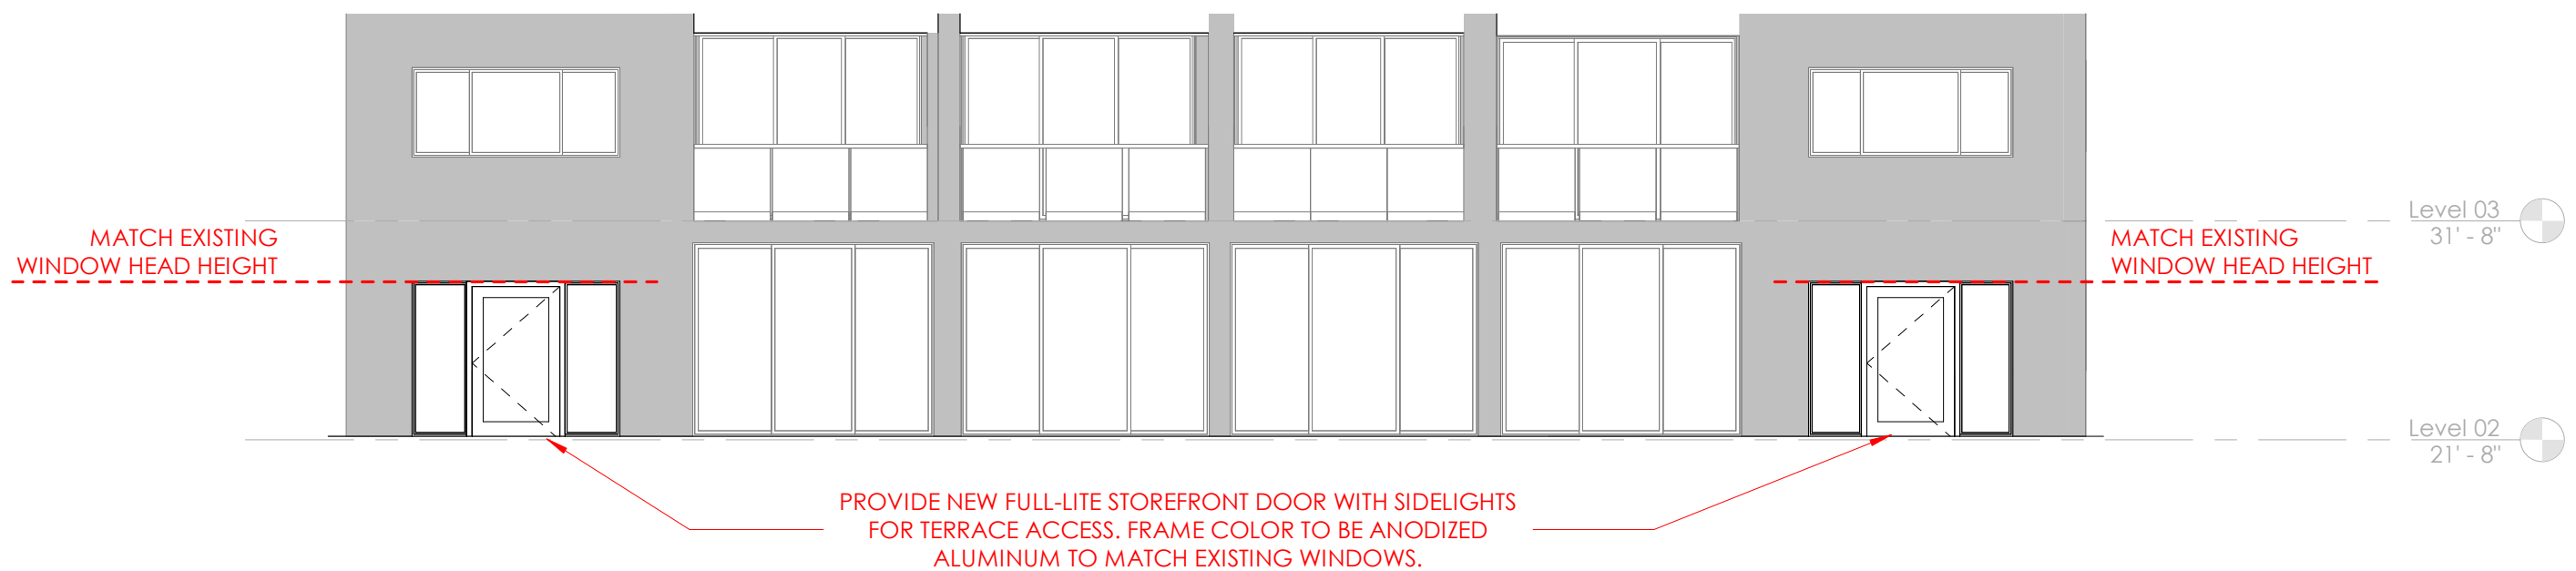 Level 03
31' - 8"
MATCH EXISTING
WINDOW HEAD HEIGHT
MATCH EXISTING
WINDOW HEAD HEIGHT
Level 02
21' - 8"
PROVIDE NEW FULL-LITE STOREFRONT DOOR WITH SIDELIGHTS
FOR TERRACE ACCESS. FRAME COLOR TO BE ANODIZED
ALUMINUM TO MATCH EXISTING WINDOWS.